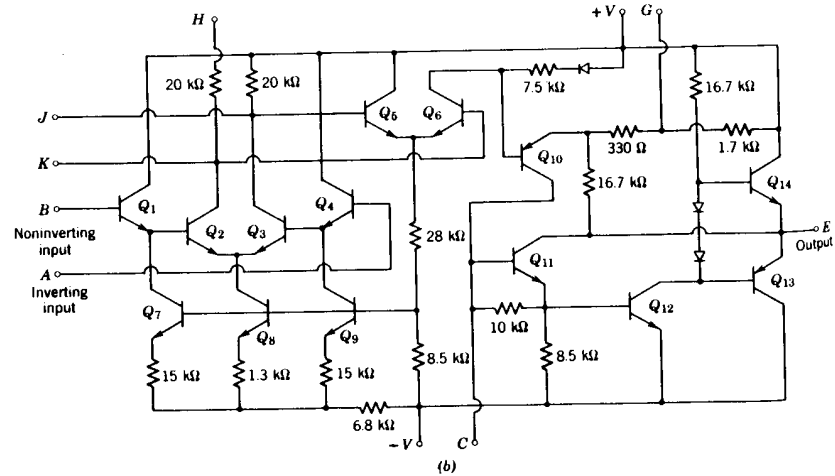 H
+V
G
20 kΩ
20 kΩ
7.5 kΩ
16.7 kΩ
J
Q5
Q6
Q10
330 Ω
1.7 kΩ
K
16.7 kΩ
Q14
B
Q1
Q2
Q3
Q4
Noninverting
input
E
Output
28 kΩ
A
Inverting
input
Q11
Q12
Q13
Q7
Q8
Q9
10 kΩ
8.5 kΩ
8.5 kΩ
15 kΩ
1.3 kΩ
15 kΩ
6.8 kΩ
−V
C
(b)